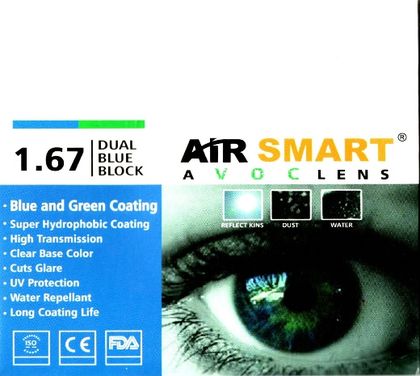 1.67
DUAL
BLUE
BLOCK
AiR SMART®
A VOC LENS
REFLECT KINS DUST WATER
• Blue and Green Coating
• Super Hydrophobic Coating
• High Transmission
• Clear Base Color
• Cuts Glare
• UV Protection
• Water Repellant
• Long Coating Life
ISO CE FDA